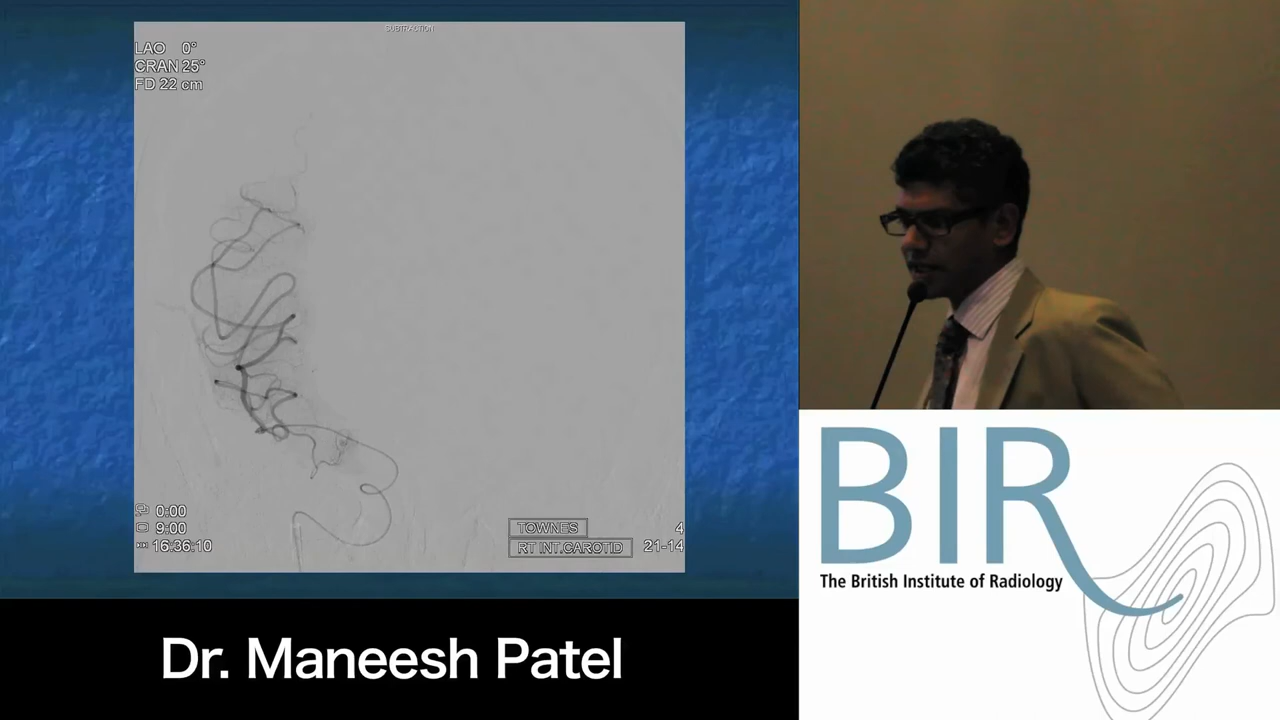 SUBTRACTION
LAO 0°
CRAN 25°
FD 22 cm
0:00
9:00
16:36:10
TOWNES 4
RT INT.CAROTID 21-14
Dr. Maneesh Patel
BIR
The British Institute of Radiology